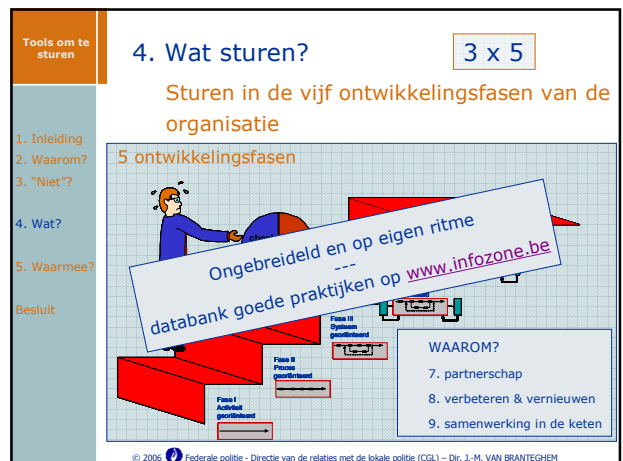 Tools om te
sturen
4. Wat sturen?
3 x 5
Sturen in de vijf ontwikkelingsfasen van de
organisatie
1. Inleiding
2. Waarom?
3. "Niet"?
4. Wat?
5. Waarmee?
Besluit
5 ontwikkelingsfasen
Ongebreideld en op eigen ritme
---
databank goede praktijken op www.infozone.be
Fase III
Systeem
georiënteerd
Fase II
Proces
georiënteerd
Fase I
Activiteit
georiënteerd
WAAROM?
7. partnerschap
8. verbeteren & vernieuwen
9. samenwerking in de keten
© 2006 Federale politie - Directie van de relaties met de lokale politie (CGL) – Dir. J.-M. VAN BRANTEGHEM